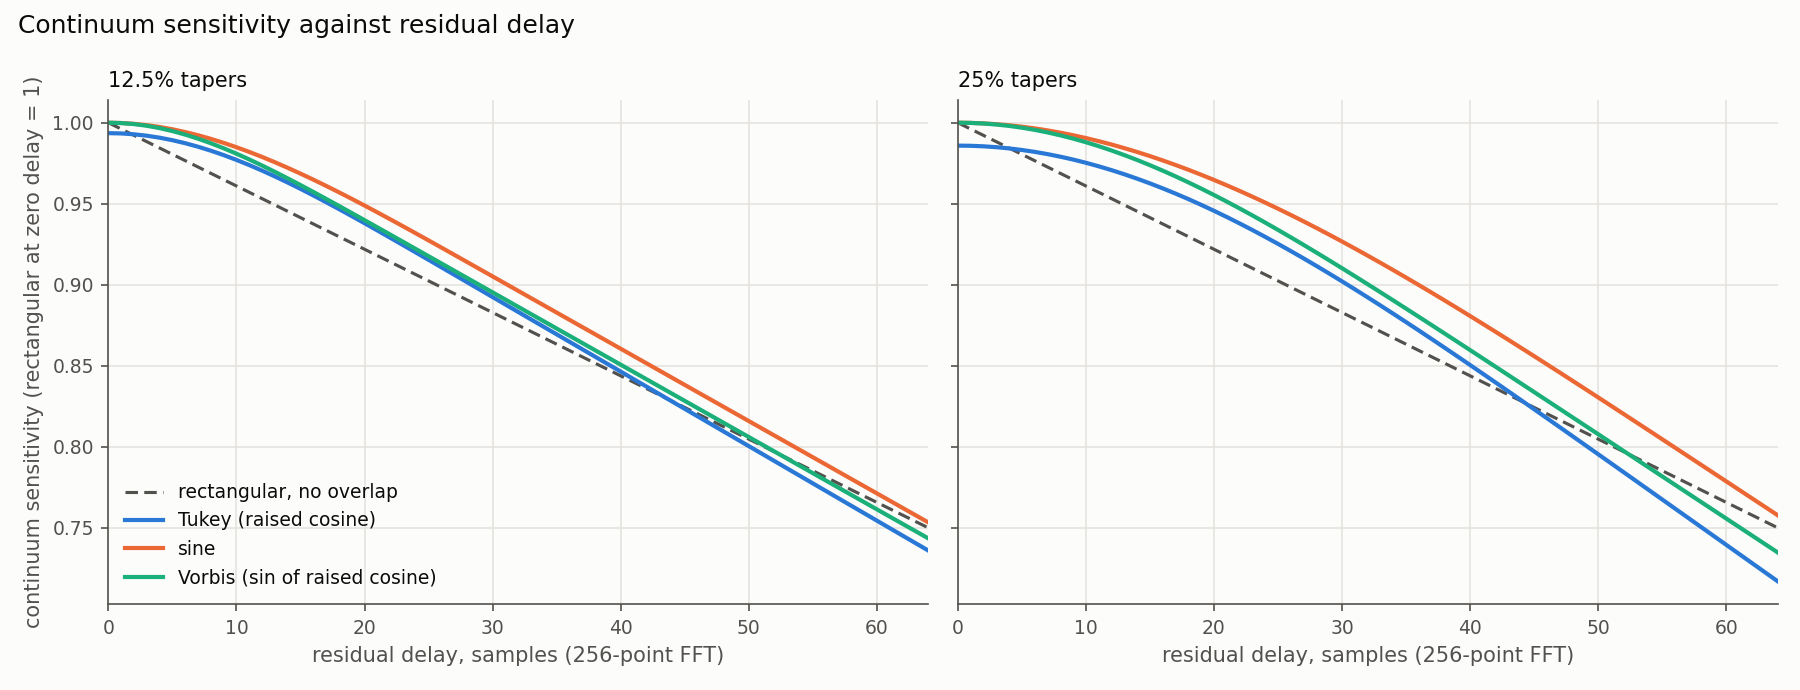 Continuum sensitivity against residual delay
12.5% tapers
continuum sensitivity (rectangular at zero delay = 1)
1.00
0.95
0.90
0.85
0.80
0.75
rectangular, no overlap
Tukey (raised cosine)
sine
Vorbis (sin of raised cosine)
0 10 20 30 40 50 60
residual delay, samples (256-point FFT)
25% tapers
0 10 20 30 40 50 60
residual delay, samples (256-point FFT)